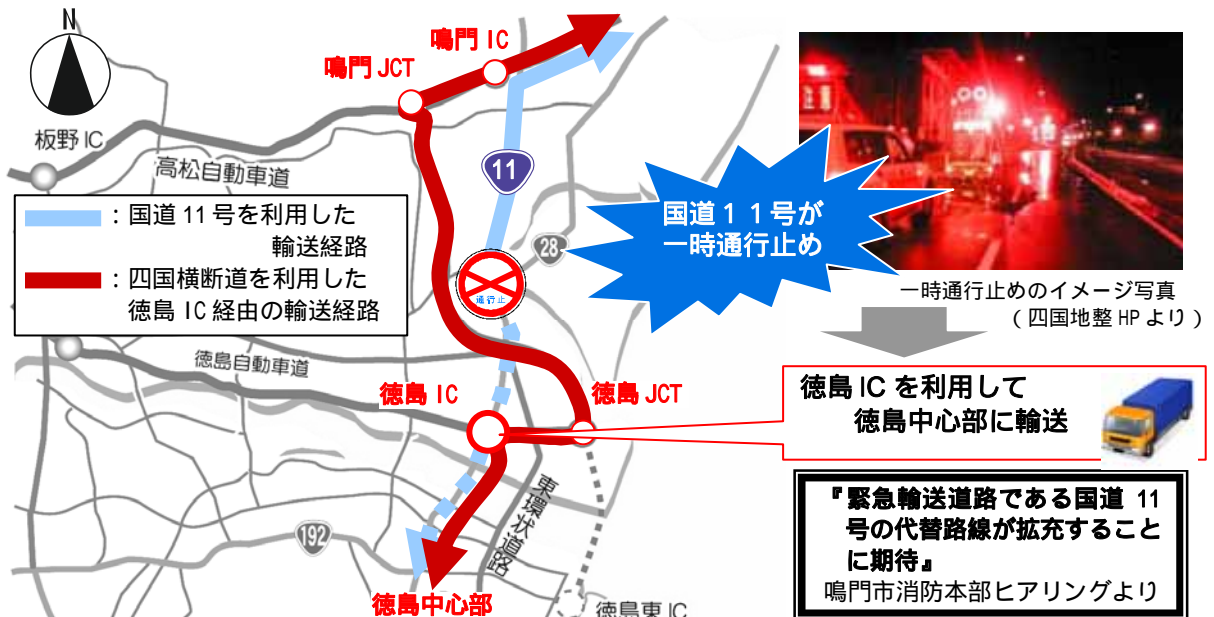 N
鳴門 IC
鳴門 JCT
板野 IC
高松自動車道
11
：国道 11 号を利用した
輸送経路
：四国横断道を利用した
徳島 IC 経由の輸送経路
国道１１号が
一時通行止め
28
通行止
一時通行止めのイメージ写真
（四国地整 HP より）
徳島自動車道
徳島 IC
徳島 JCT
徳島 IC を利用して
徳島中心部に輸送
東環状道路
192
『緊急輸送道路である国道 11
号の代替路線が拡充すること
に期待』
鳴門市消防本部ヒアリングより
徳島中心部
徳島東 IC